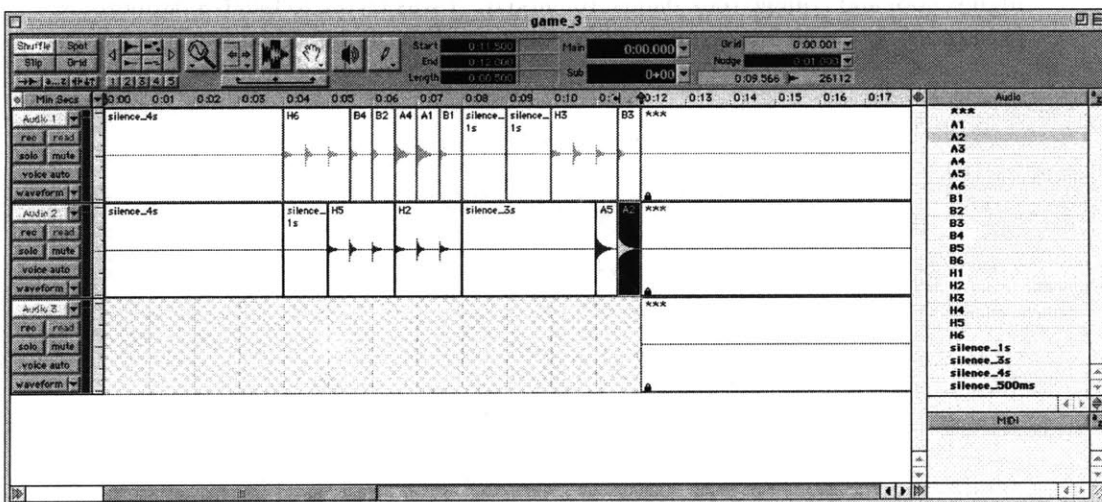 game_3
Shuffle Spot
Slip Grid
1 2 3 4 5
Start 0:11.500
End 0:12.000
Length 0:00.500
Main 0:00.000
Sub 0+00
Grid 0:00.001
Nudge 0:01.000
0:09.566 26112
Min:Secs 0:00 0:01 0:02 0:03 0:04 0:05 0:06 0:07 0:08 0:09 0:10 0:12 0:13 0:14 0:15 0:16 0:17
Audio 1
rec read
solo mute
voice auto
waveform
silence_4s H6 B4 B2 A4 A1 B1 silence_1s silence_1s H3 B3 ***
Audio 2
rec read
solo mute
voice auto
waveform
silence_4s silence_1s H5 H2 silence_3s A5 A2 ***
Audio 3
rec read
solo mute
voice auto
waveform
***
Audio
***
A1
A2
A3
A4
A5
A6
B1
B2
B3
B4
B5
B6
H1
H2
H3
H4
H5
H6
silence_1s
silence_3s
silence_4s
silence_500ms
MIDI